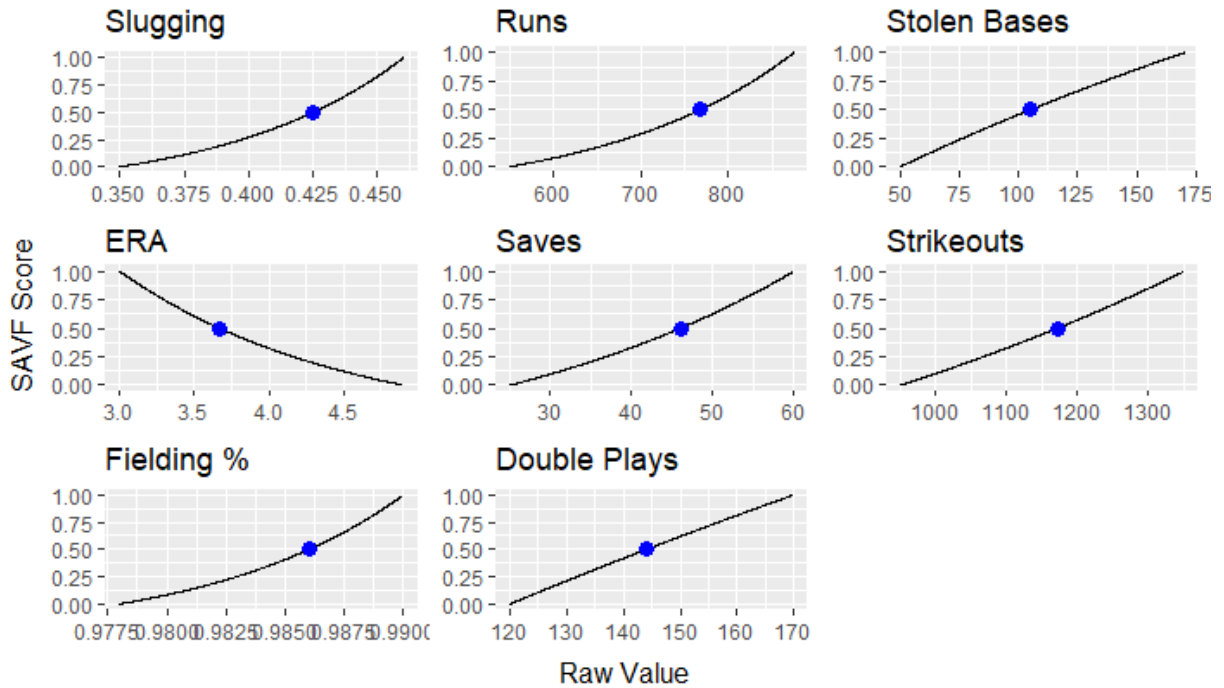 Slugging
1.00
0.75
0.50
0.25
0.00
0.350 0.375 0.400 0.425 0.450
Runs
1.00
0.75
0.50
0.25
0.00
600 700 800
Stolen Bases
1.00
0.75
0.50
0.25
0.00
50 75 100 125 150 175
SAVF Score
ERA
1.00
0.75
0.50
0.25
0.00
3.0 3.5 4.0 4.5
Saves
1.00
0.75
0.50
0.25
0.00
30 40 50 60
Strikeouts
1.00
0.75
0.50
0.25
0.00
1000 1100 1200 1300
Fielding %
1.00
0.75
0.50
0.25
0.00
0.9775 0.9800 0.9825 0.9850 0.9875 0.990
Double Plays
1.00
0.75
0.50
0.25
0.00
120 130 140 150 160 170
Raw Value